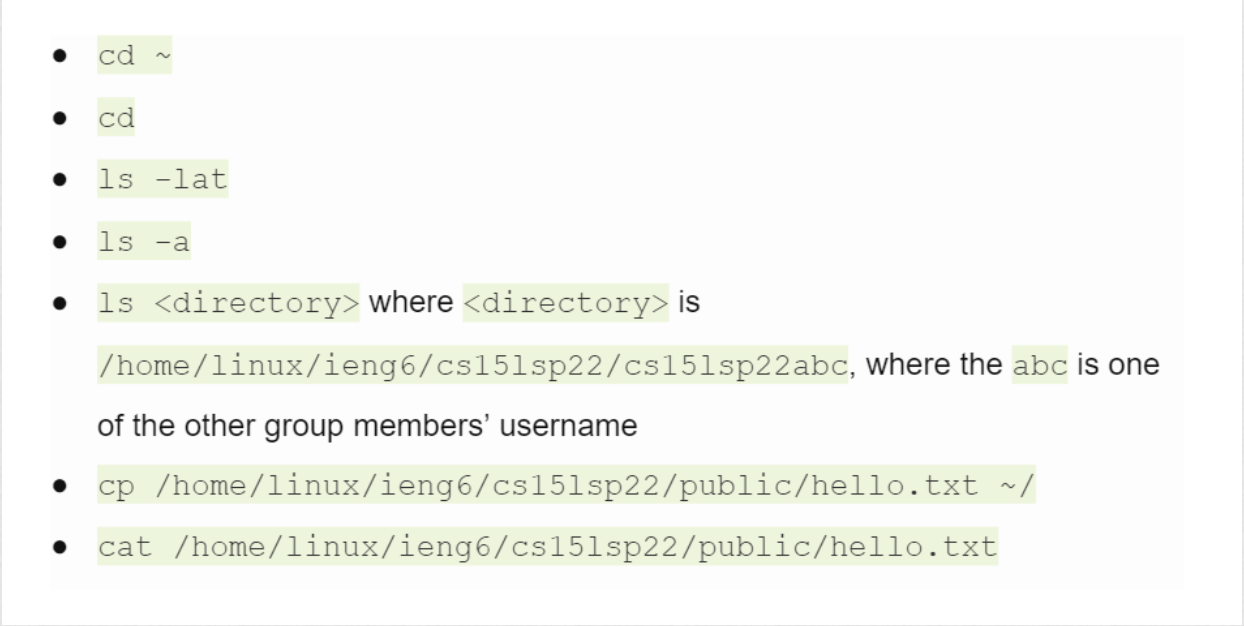 ● cd ~
● cd
● ls -lat
● ls -a
● ls <directory> where <directory> is
/home/linux/ieng6/cs15lsp22/cs15lsp22abc, where the abc is one
of the other group members’ username
● cp /home/linux/ieng6/cs15lsp22/public/hello.txt ~/
● cat /home/linux/ieng6/cs15lsp22/public/hello.txt